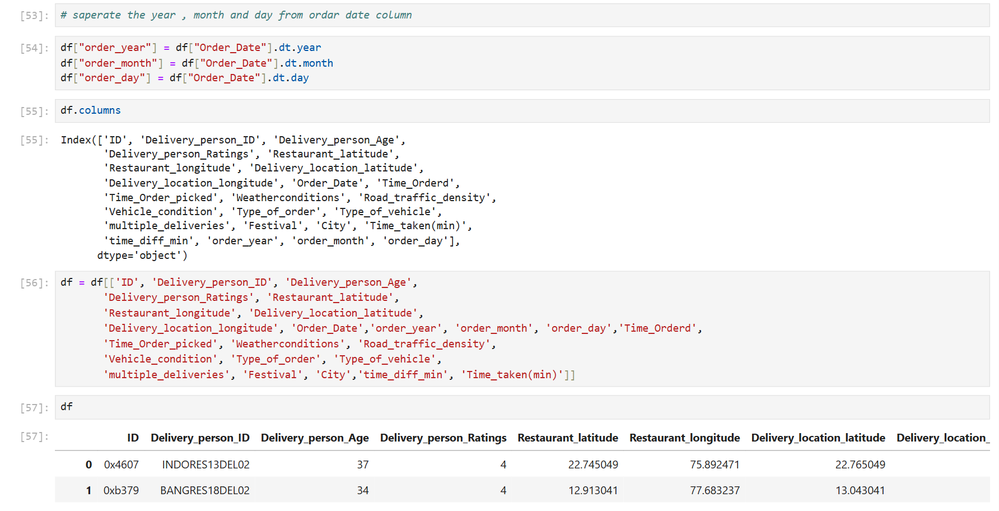 [53]: # saperate the year , month and day from ordar date column
[54]: df["order_year"] = df["Order_Date"].dt.year
df["order_month"] = df["Order_Date"].dt.month
df["order_day"] = df["Order_Date"].dt.day
[55]: df.columns
[55]: Index(['ID', 'Delivery_person_ID', 'Delivery_person_Age',
'Delivery_person_Ratings', 'Restaurant_latitude',
'Restaurant_longitude', 'Delivery_location_latitude',
'Delivery_location_longitude', 'Order_Date', 'Time_Orderd',
'Time_Order_picked', 'Weatherconditions', 'Road_traffic_density',
'Vehicle_condition', 'Type_of_order', 'Type_of_vehicle',
'multiple_deliveries', 'Festival', 'City', 'Time_taken(min)',
'time_diff_min', 'order_year', 'order_month', 'order_day'],
dtype='object')
[56]: df = df[['ID', 'Delivery_person_ID', 'Delivery_person_Age',
'Delivery_person_Ratings', 'Restaurant_latitude',
'Restaurant_longitude', 'Delivery_location_latitude',
'Delivery_location_longitude', 'Order_Date','order_year', 'order_month', 'order_day','Time_Orderd',
'Time_Order_picked', 'Weatherconditions', 'Road_traffic_density',
'Vehicle_condition', 'Type_of_order', 'Type_of_vehicle',
'multiple_deliveries', 'Festival', 'City','time_diff_min', 'Time_taken(min)']]
[57]: df
[57]: ID Delivery_person_ID Delivery_person_Age Delivery_person_Ratings Restaurant_latitude Restaurant_longitude Delivery_location_latitude Delivery_location_
0 0x4607 INDORES13DEL02 37 4 22.745049 75.892471 22.765049
1 0xb379 BANGRES18DEL02 34 4 12.913041 77.683237 13.043041